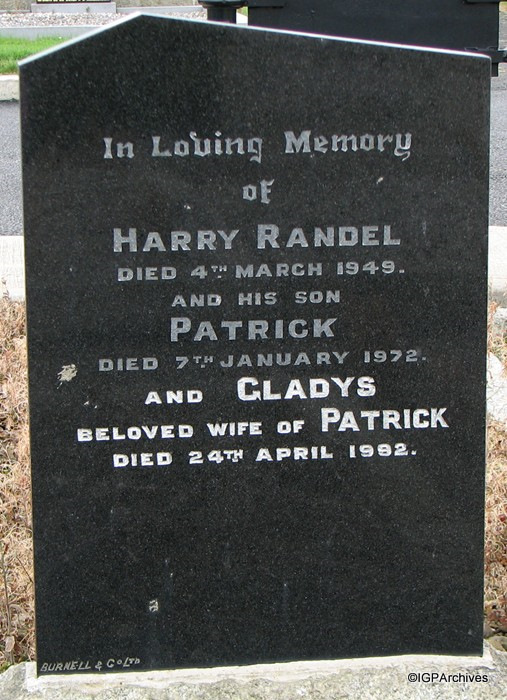 In Loving Memory
of
HARRY RANDEL
DIED 4TH MARCH 1949.
AND HIS SON
PATRICK
DIED 7TH JANUARY 1972.
AND GLADYS
BELOVED WIFE OF PATRICK
DIED 24TH APRIL 1992.
BURNELL & CO LTD
©IGPArchives